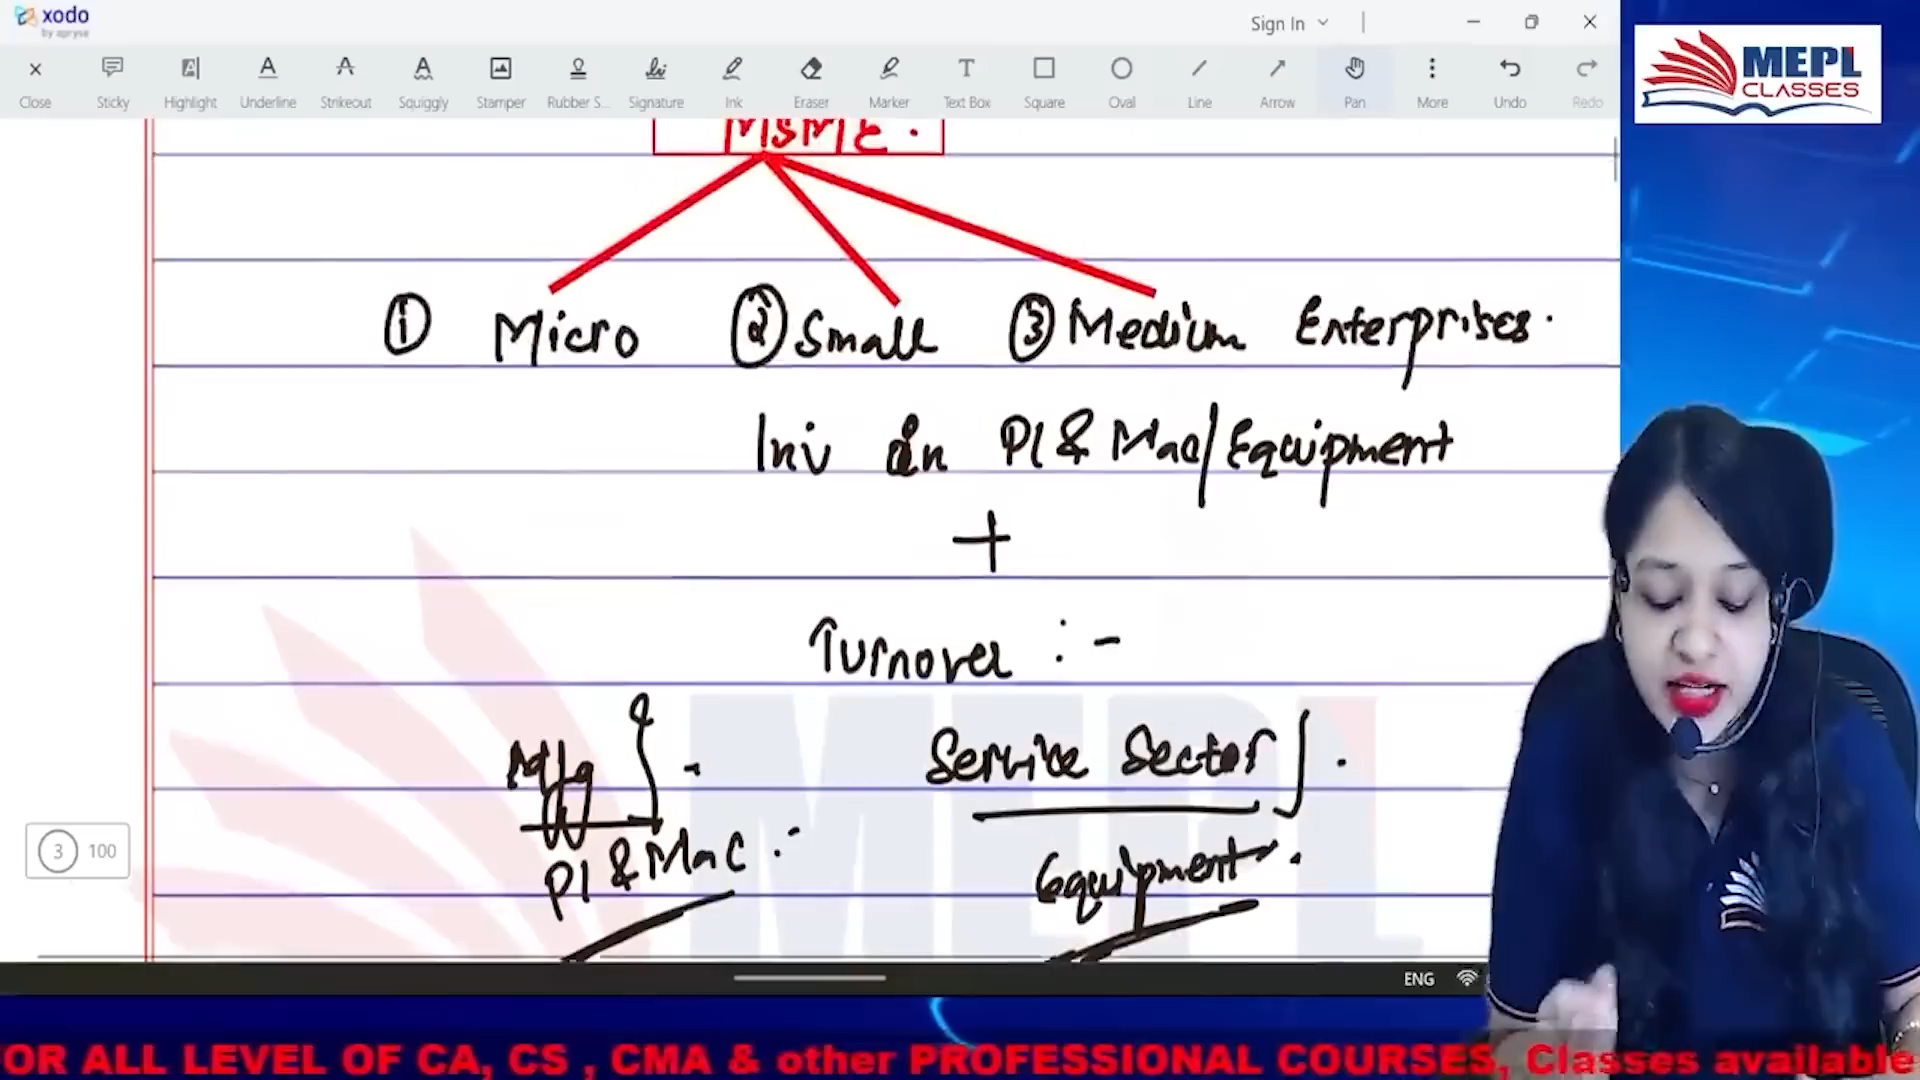 xodo
by apryse
Sign In
Close Sticky Highlight Underline Strikeout Squiggly Stamper Rubber S... Signature Ink Eraser Marker Text Box Square Oval Line Arrow Pan More Undo Redo
MEPL
CLASSES
MSME.
① Micro ② Small ③ Medium Enterprises.
Inv in Pl & Mac/Equipment
+
Turnover :-
Mfg
Service Sector
Pl & Mac
Equipment
MEPL
3 100
ENG
OR ALL LEVEL OF CA, CS , CMA & other PROFESSIONAL COURSES, Classes available